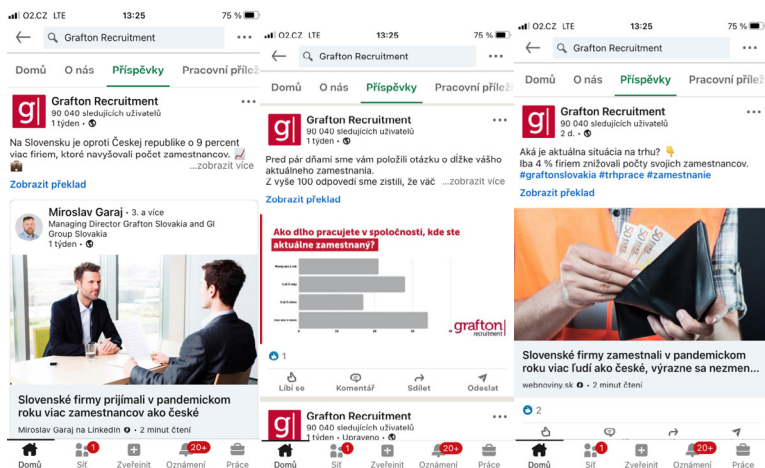 O2.CZ LTE 13:25 75 %
Grafton Recruitment
Domů O nás Příspěvky Pracovní přílež
g|
Grafton Recruitment
90 040 sledujících uživatelů
1 týden •
Na Slovensku je oproti Českej republike o 9 percent
viac firiem, ktoré navyšovali počet zamestnancov.
...zobrazit více
Zobrazit překlad
Miroslav Garaj • 3. a více
Managing Director Grafton Slovakia and GI
Group Slovakia
1 týden •
Slovenské firmy prijímali v pandemickom
roku viac zamestnancov ako české
Miroslav Garaj na LinkedIn • 2 minut čtení
Domů Síť 1 Zveřejnit Oznámení 20+ Práce
O2.CZ LTE 13:25 75 %
Grafton Recruitment
Domů O nás Příspěvky Pracovní přílež
g|
Grafton Recruitment
90 040 sledujících uživatelů
1 týden •
Pred pár dňami sme vám položili otázku o dĺžke vášho
aktuálneho zamestnania.
Z vyše 100 odpovedí sme zistili, že väč ...zobrazit více
Zobrazit překlad
Ako dlho pracujete v spoločnosti, kde ste
aktuálne zamestnaný?
grafton
recruitment
1
Líbí se Komentář Sdílet Odeslat
g|
Grafton Recruitment
90 040 sledujících uživatelů
1 týden • Upraveno •
Domů Síť 1 Zveřejnit Oznámení 20+ Práce
O2.CZ LTE 13:25 75 %
Grafton Recruitment
Domů O nás Příspěvky Pracovní přílež
g|
Grafton Recruitment
90 040 sledujících uživatelů
2 d. •
Aká je aktuálna situácia na trhu?
Iba 4 % firiem znižovali počty svojich zamestnancov.
#graftonslovakia #trhprace #zamestnanie
Zobrazit překlad
50 EURO
50 EURO
Slovenské firmy zamestnali v pandemickom
roku viac ľudí ako české, výrazne sa nezmen...
webnoviny.sk • 2 minut čtení
2
Domů Síť 1 Zveřejnit Oznámení 20+ Práce